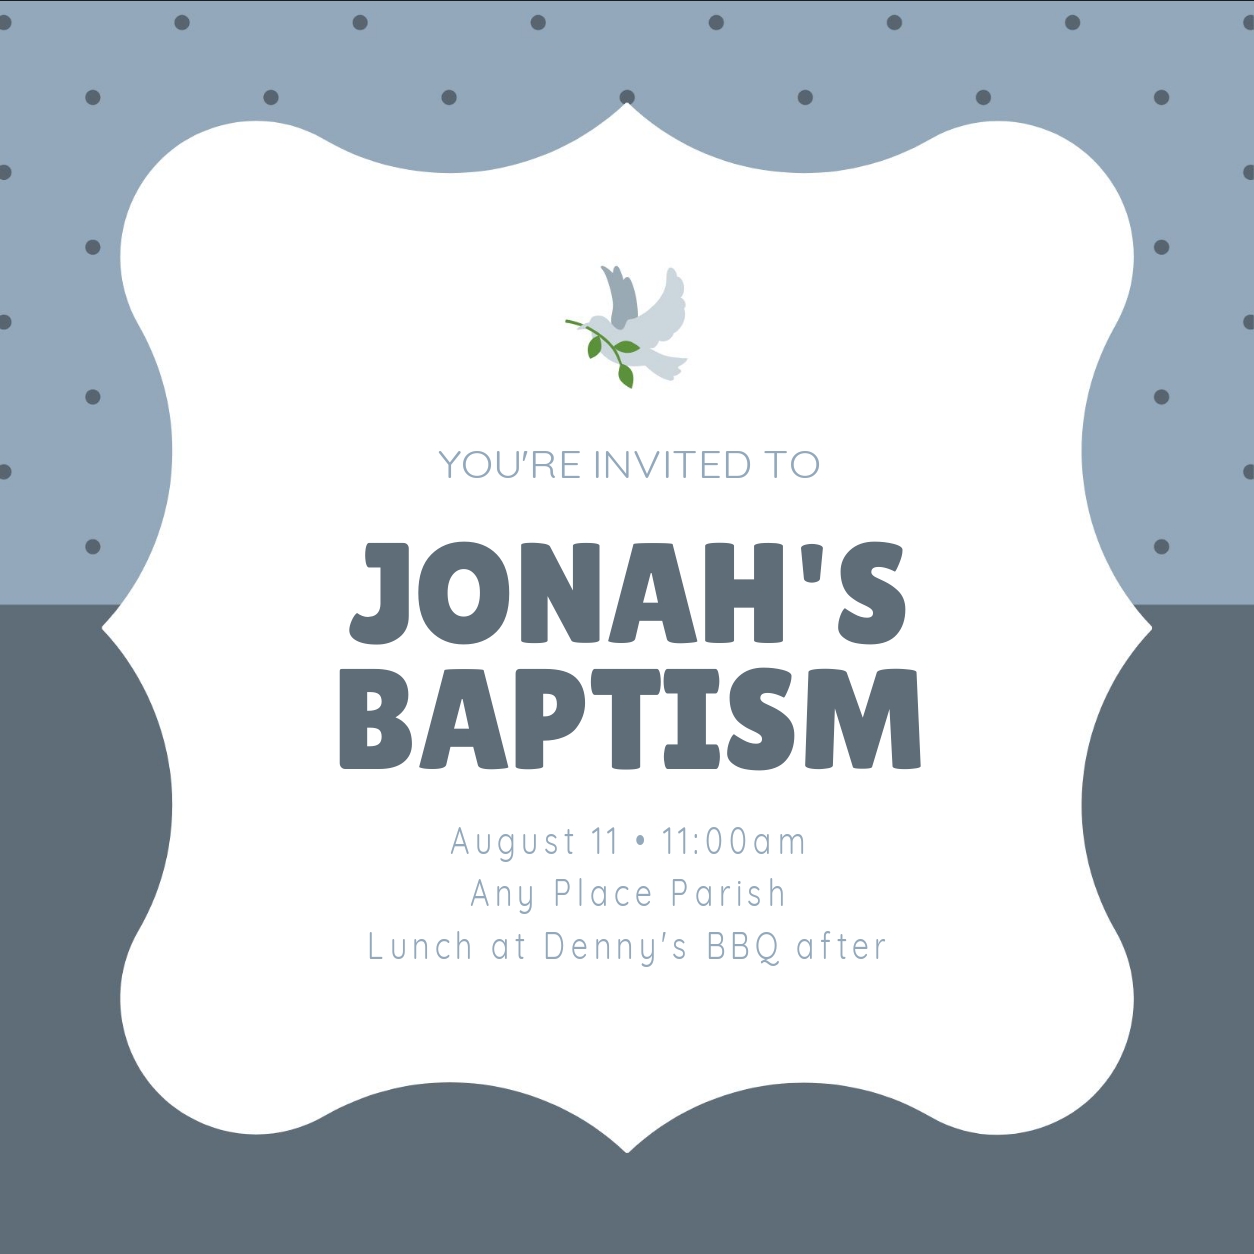 YOU'RE INVITED TO
JONAH'S
BAPTISM
August 11 • 11:00am
Any Place Parish
Lunch at Denny's BBQ after